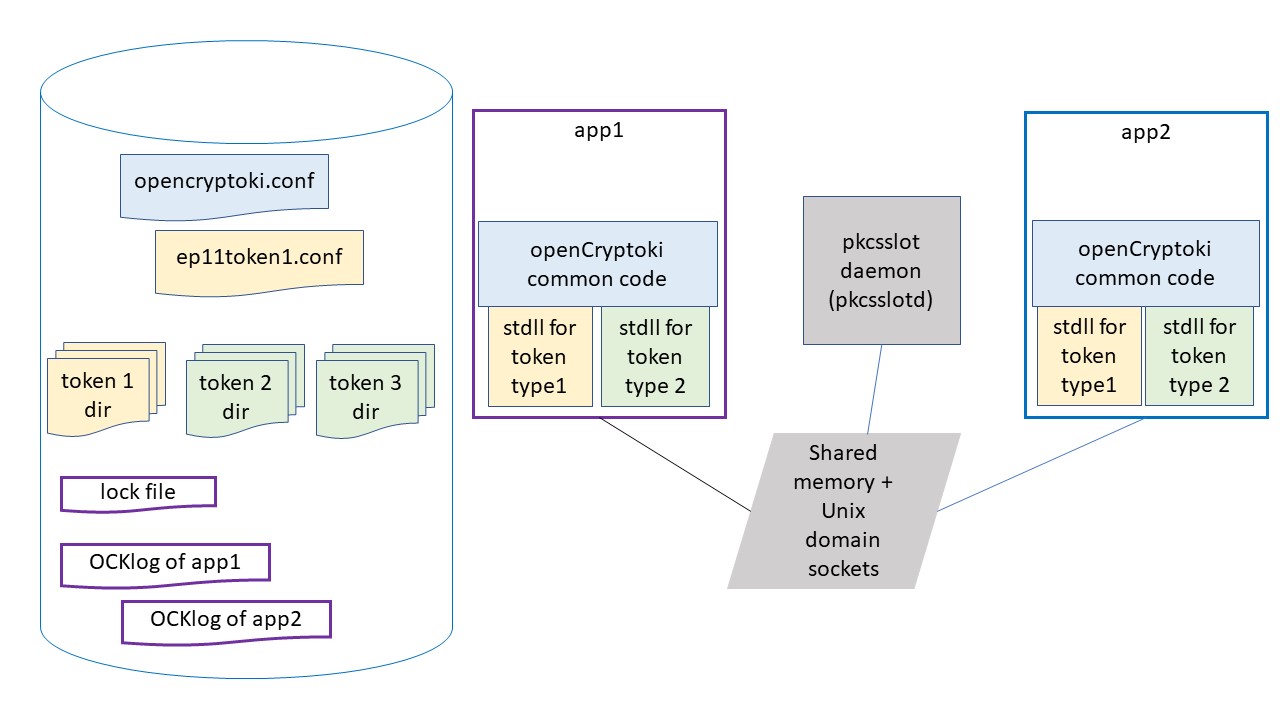 opencryptoki.conf
ep11token1.conf
token 1
dir
token 2
dir
token 3
dir
lock file
OCKlog of app1
OCKlog of app2
app1
openCryptoki
common code
stdll for
token
type1
stdll for
token
type 2
pkcsslot
daemon
(pkcsslotd)
Shared
memory +
Unix
domain
sockets
app2
openCryptoki
common code
stdll for
token
type1
stdll for
token
type 2